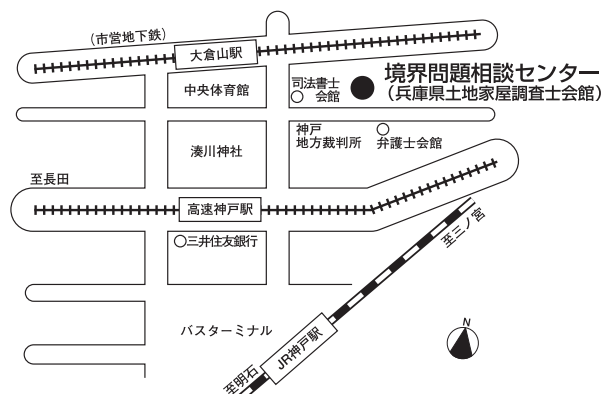 (市営地下鉄)
大倉山駅
境界問題相談センター
(兵庫県土地家屋調査士会館)
中央体育館
司法書士
会館
神戸
地方裁判所
弁護士会館
湊川神社
至長田
高速神戸駅
三井住友銀行
至三ノ宮
バスターミナル
JR神戸駅
至明石
N